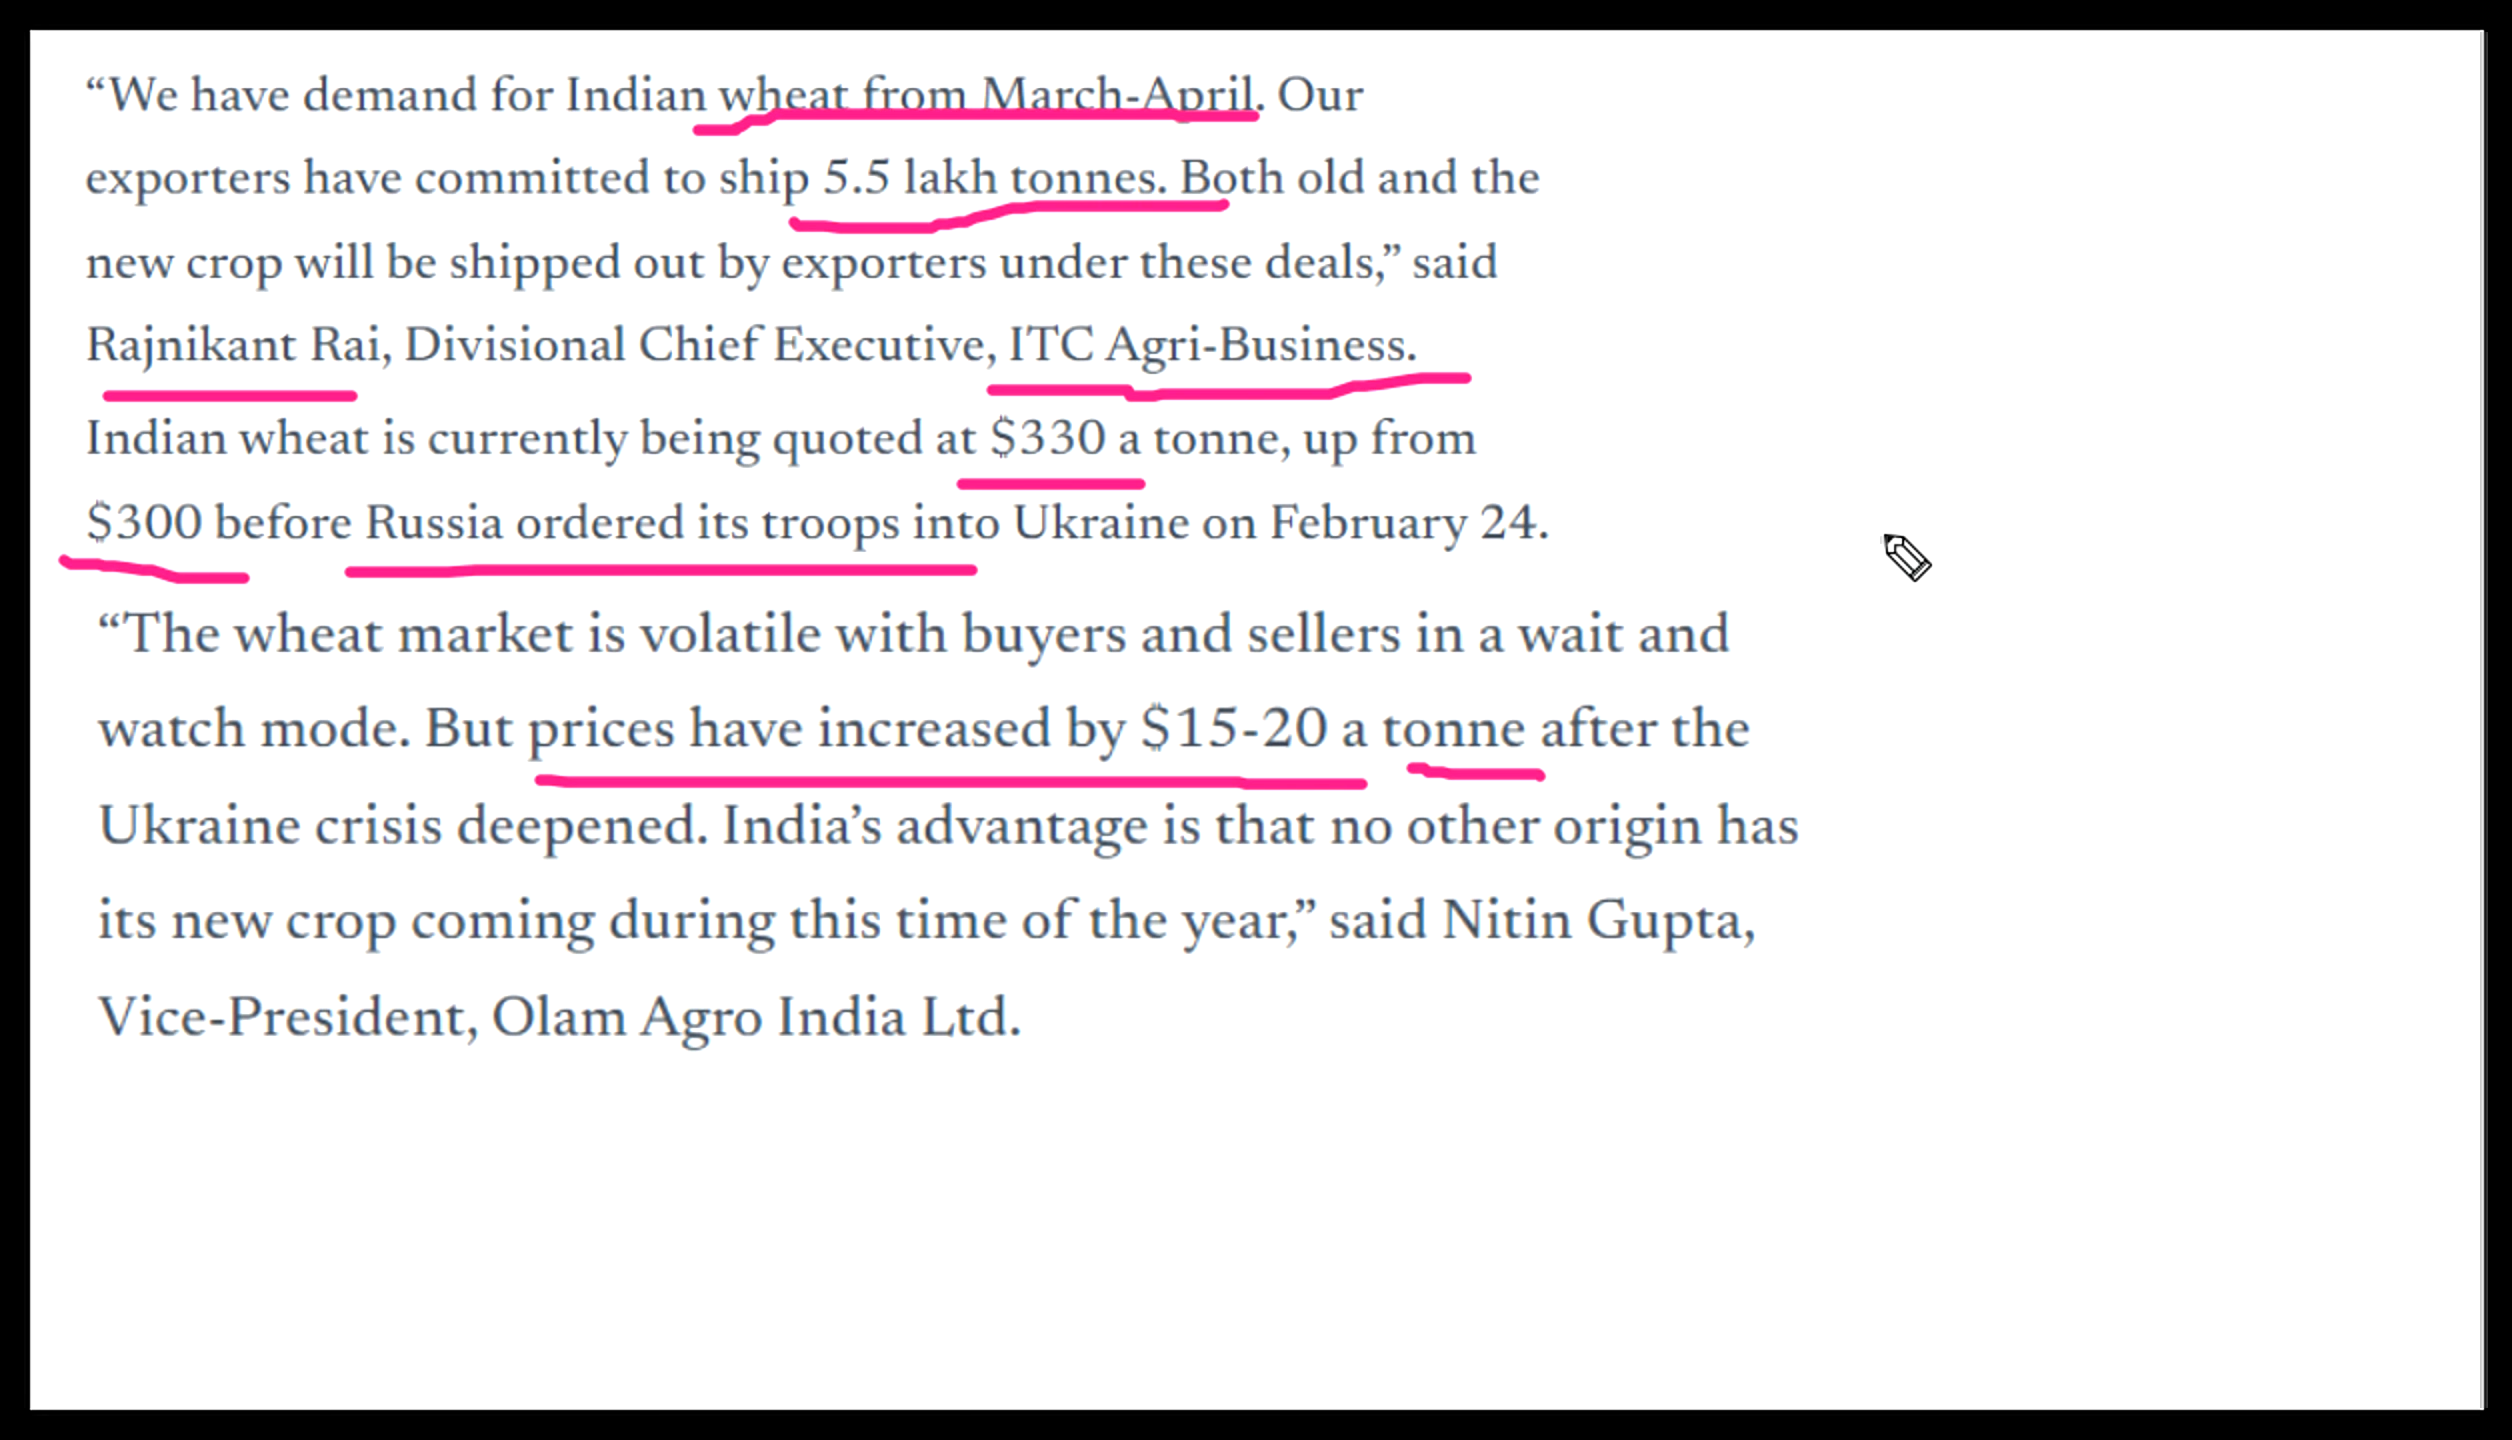 “We have demand for Indian wheat from March-April. Our
exporters have committed to ship 5.5 lakh tonnes. Both old and the
new crop will be shipped out by exporters under these deals,” said
Rajnikant Rai, Divisional Chief Executive, ITC Agri-Business.
Indian wheat is currently being quoted at $330 a tonne, up from
$300 before Russia ordered its troops into Ukraine on February 24.
“The wheat market is volatile with buyers and sellers in a wait and
watch mode. But prices have increased by $15-20 a tonne after the
Ukraine crisis deepened. India’s advantage is that no other origin has
its new crop coming during this time of the year,” said Nitin Gupta,
Vice-President, Olam Agro India Ltd.